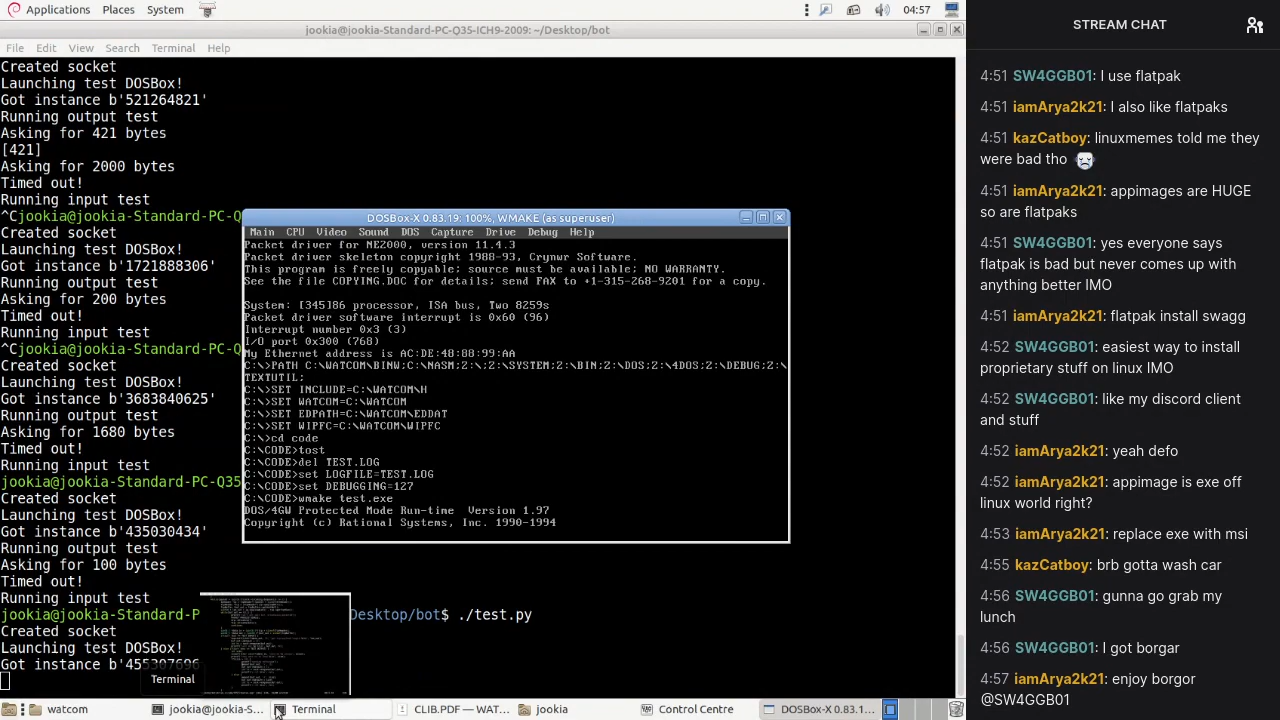 Applications Places System 04:57
jookia@jookia-Standard-PC-Q35-ICH9-2009: ~/Desktop/bot
File Edit View Search Terminal Help
Created socket
Launching test DOSBox!
Got instance b'521264821'
Running output test
Asking for 421 bytes
[421]
Asking for 2000 bytes
Timed out!
Running input test
^Cjookia@jookia-Standard-PC-Q
Created socket
Launching test DOSBox!
Got instance b'1721888306'
Running output test
Asking for 200 bytes
Timed out!
Running input test
^Cjookia@jookia-Standard-PC-Q
Created socket
Launching test DOSBox!
Got instance b'3683840625'
Running output test
Asking for 1680 bytes
Timed out!
Running input test
jookia@jookia-Standard-PC-Q35
Created socket
Launching test DOSBox!
Got instance b'435030434'
Running output test
Asking for 100 bytes
Timed out!
Running input test
jookia@jookia-Standard-P Desktop/bot$ ./test.py
Created socket
Launching test DOSBo
Got instance
Terminal
DOSBox-X 0.83.19: 100%, WMAKE (as superuser)
Main CPU Video Sound DOS Capture Drive Debug Help
Packet driver for NE2000, version 11.4.3
Packet driver skeleton copyright 1988-93, Crynwr Software.
This program is freely copyable; source must be available; NO WARRANTY.
See the file COPYING.DOC for details; send FAX to +1-315-268-9201 for a copy.
System: [345]86 processor, ISA bus, Two 8259s
Packet driver software interrupt is 0x60 (96)
Interrupt number 0x3 (3)
I/O port 0x300 (768)
My Ethernet address is AC:DE:48:88:99:AA
C:\>PATH C:\WATCOM\BINW;C:\NASM;Z:\;Z:\SYSTEM;Z:\BIN;Z:\DOS;Z:\4DOS;Z:\DEBUG;Z:\
TEXTUTIL;
C:\>SET INCLUDE=C:\WATCOM\H
C:\>SET WATCOM=C:\WATCOM
C:\>SET EDPATH=C:\WATCOM\EDDAT
C:\>SET WIPFC=C:\WATCOM\WIPFC
C:\>cd code
C:\CODE>tost
C:\CODE>del TEST.LOG
C:\CODE>set LOGFILE=TEST.LOG
C:\CODE>set DEBUGGING=127
C:\CODE>wmake test.exe
DOS/4GW Protected Mode Run-time Version 1.97
Copyright (c) Rational Systems, Inc. 1990-1994
watcom jookia@jookia-S... Terminal CLIB.PDF — WAT... jookia Control Centre DOSBox-X 0.83.1...
STREAM CHAT
4:51 SW4GGB01: I use flatpak
4:51 iamArya2k21: I also like flatpaks
4:51 kazCatboy: linuxmemes told me they
were bad tho
4:51 iamArya2k21: appimages are HUGE
so are flatpaks
4:51 SW4GGB01: yes everyone says
flatpak is bad but never comes up with
anything better IMO
4:51 iamArya2k21: flatpak install swagg
4:52 SW4GGB01: easiest way to install
proprietary stuff on linux IMO
4:52 SW4GGB01: like my discord client
and stuff
4:52 iamArya2k21: yeah defo
4:52 iamArya2k21: appimage is exe off
linux world right?
4:53 iamArya2k21: replace exe with msi
4:55 kazCatboy: brb gotta wash car
4:56 SW4GGB01: gunna go grab my
lunch
4:56 SW4GGB01: I got borgar
4:57 iamArya2k21: enjoy borgor
@SW4GGB01